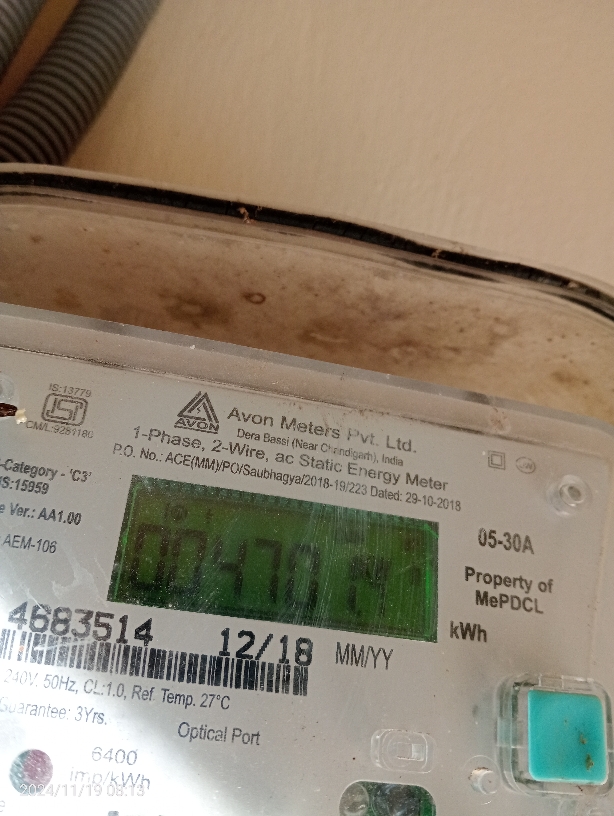 IS:13779
ISI
CM/L:9281180
AVON
Avon Meters Pvt. Ltd.
Dera Bassi (Near Chandigarh), India
1-Phase, 2-Wire, ac Static Energy Meter
P.O. No.: ACE(MM)/PO/Saubhagya/2018-19/223 Dated: 29-10-2018
-Category - 'C3'
IS:15959
e Ver.: AA1.00
AEM-106
05-30A
Property of
MePDCL
kWh
4683514 12/18 MM/YY
240V, 50Hz, CL:1.0, Ref. Temp. 27°C
Guarantee: 3Yrs.
Optical Port
6400
imp/kWh
2024/11/19 08:13